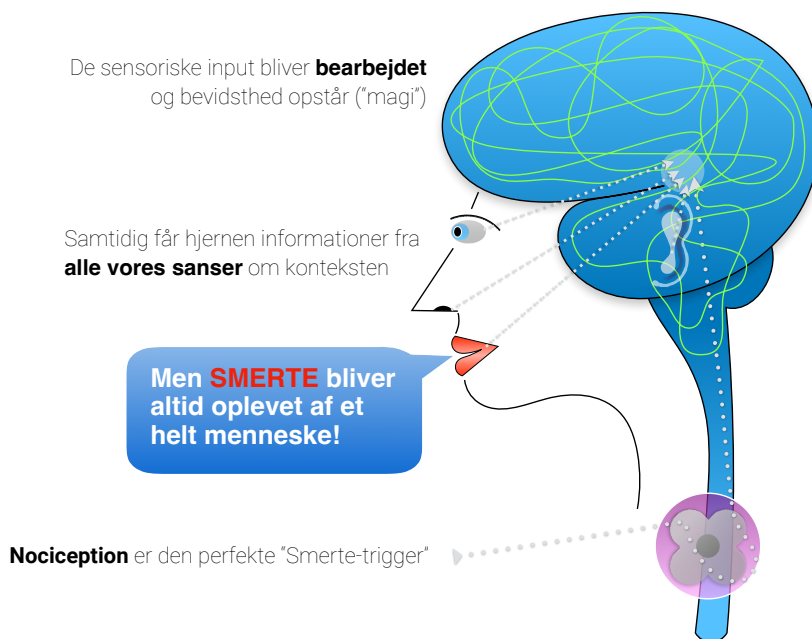 De sensoriske input bliver bearbejdet
og bevidsthed opstår ("magi")
Samtidig får hjernen informationer fra
alle vores sanser om konteksten
Men SMERTE bliver
altid oplevet af et
helt menneske!
Nociception er den perfekte "Smerte-trigger"